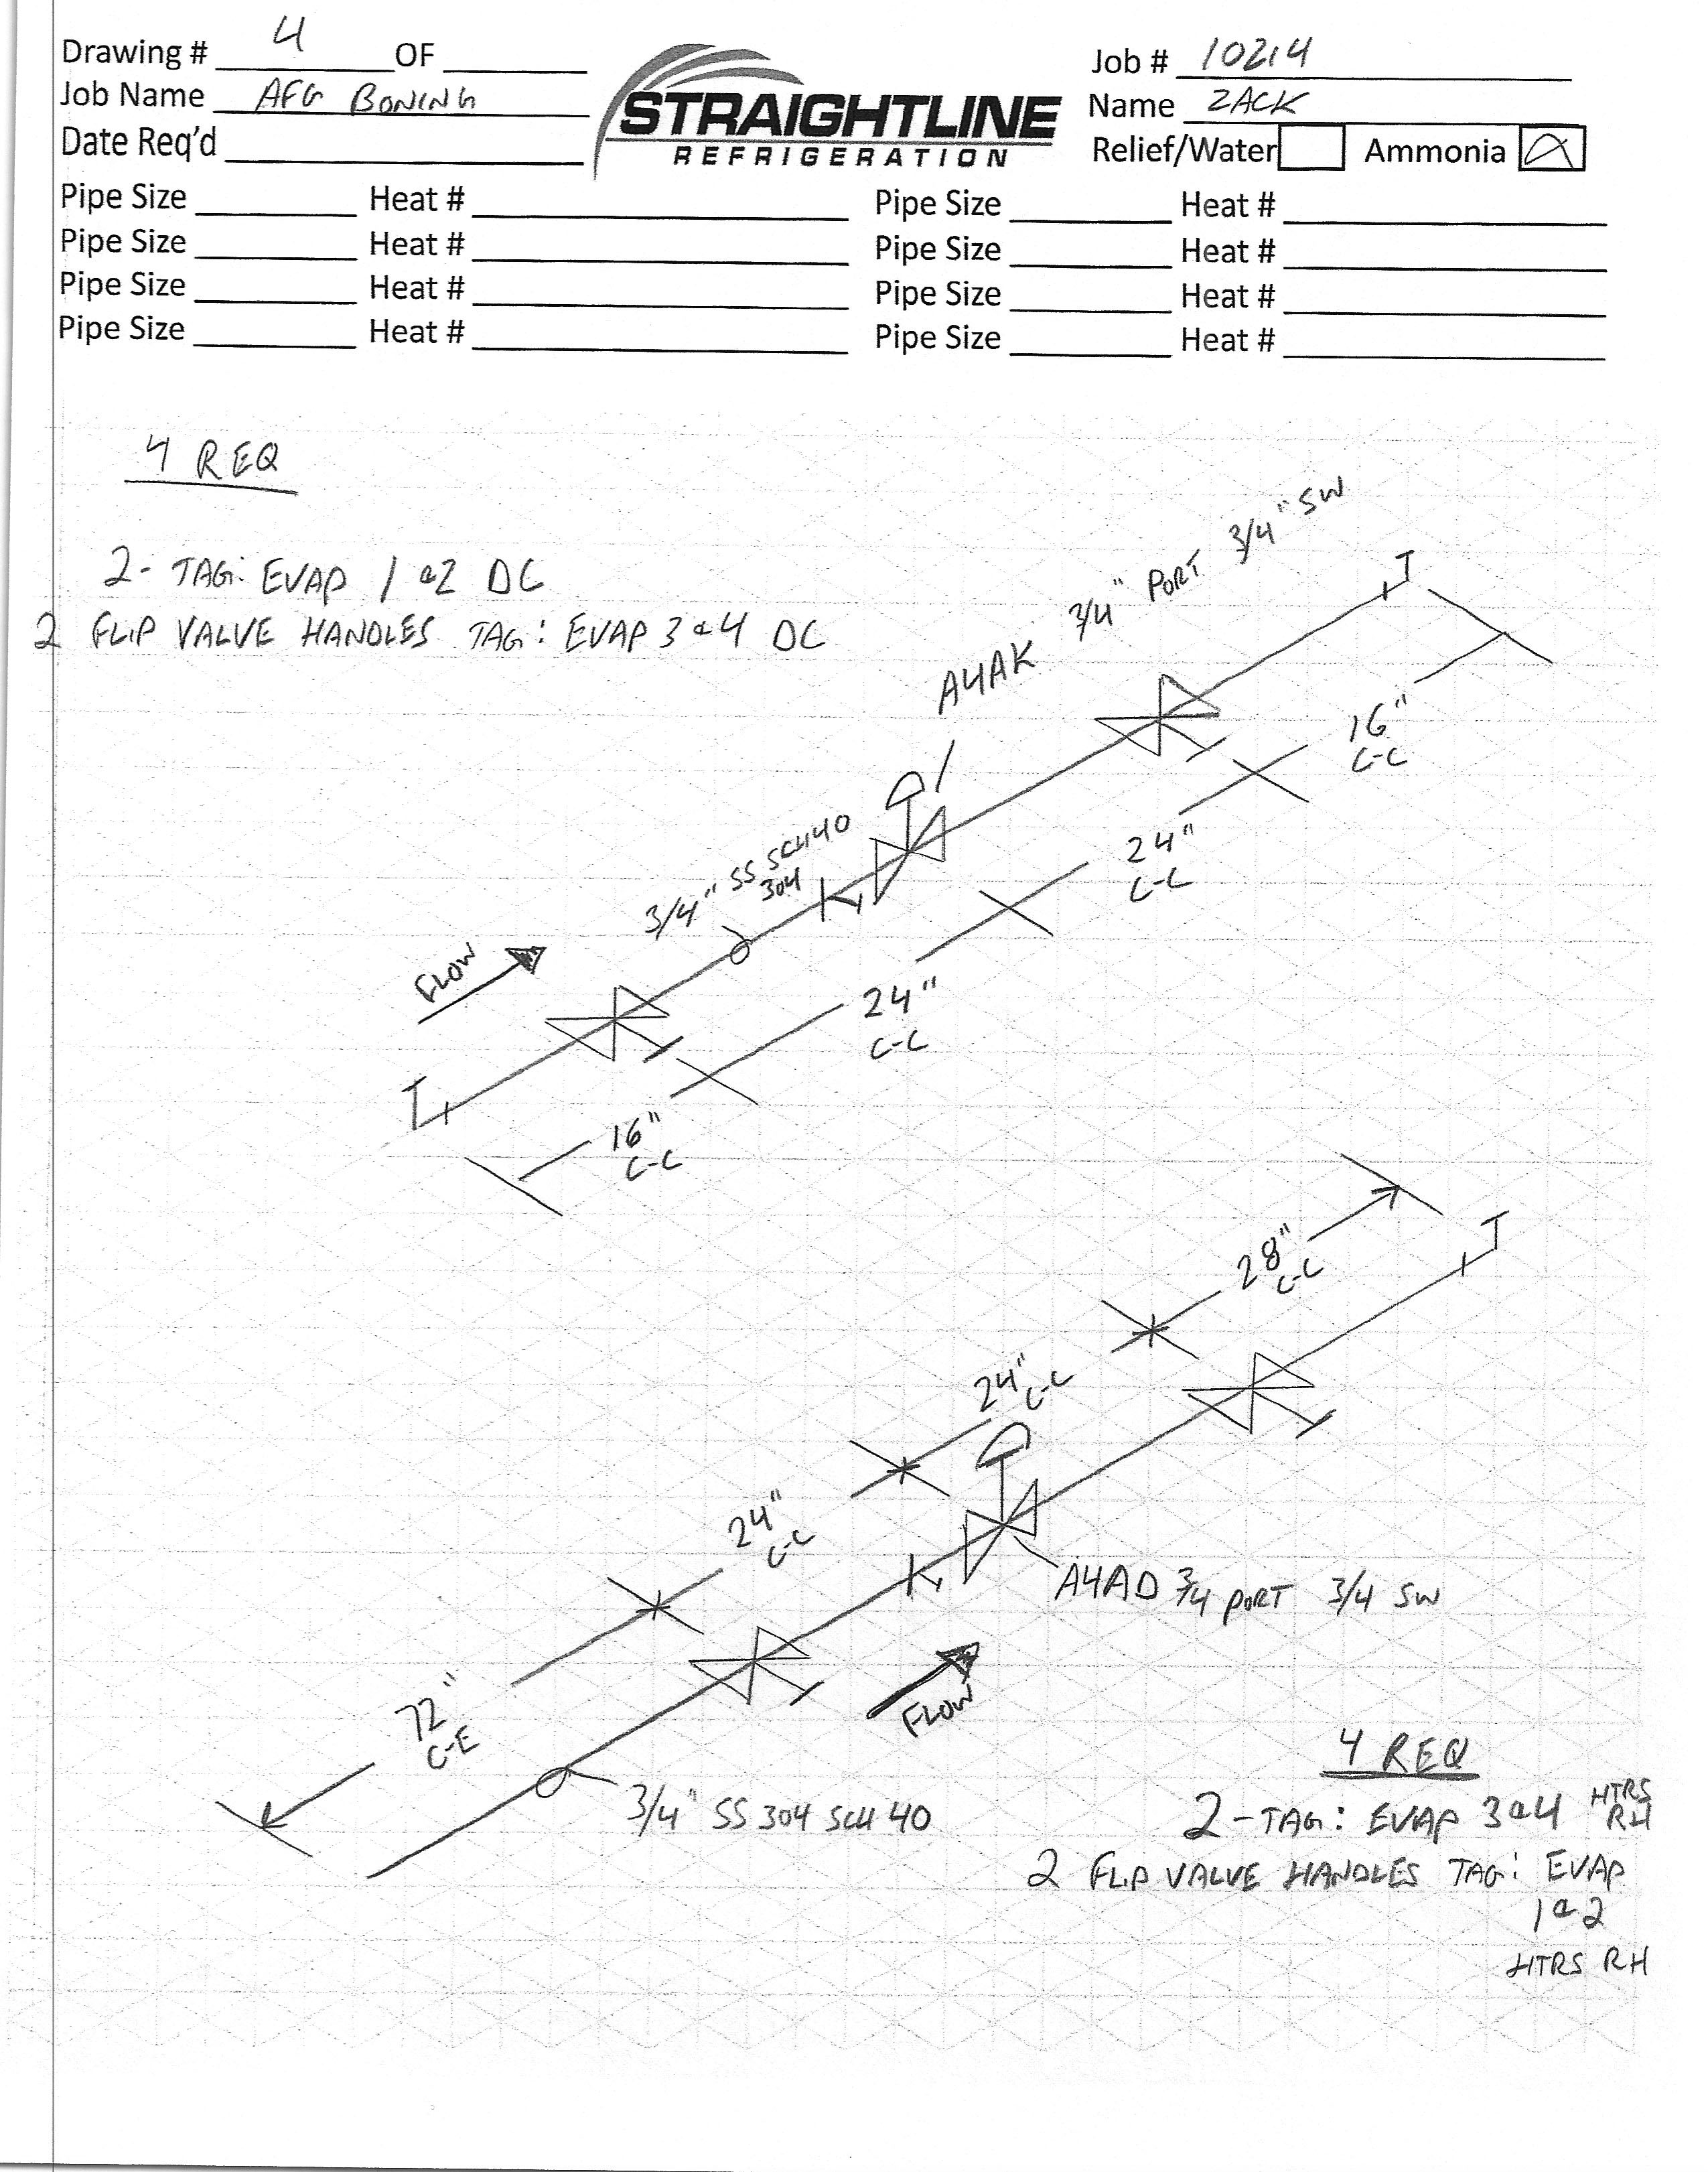 Drawing # 4 OF
Job Name AFG BONING
Date Req'd
STRAIGHTLINE
REFRIGERATION
Job # 10214
Name ZACK
Relief/Water Ammonia
Pipe Size Heat # Pipe Size Heat #
Pipe Size Heat # Pipe Size Heat #
Pipe Size Heat # Pipe Size Heat #
Pipe Size Heat # Pipe Size Heat #
4 REQ
2- TAG: EVAP 1 & 2 DC
2 FLIP VALVE HANDLES TAG: EVAP 3 & 4 DC
A4AK 3/4" PORT 3/4" SW
16"
C-C
3/4" SS SCH40
304
24"
C-C
FLOW
24"
C-C
16"
C-C
28"
C-C
24"
C-C
24"
C-C
A4AD 3/4 PORT 3/4 SW
FLOW
72"
C-E
3/4" SS 304 SCH 40
4 REQ
2-TAG: EVAP 3 & 4 HTRS
RH
2 FLIP VALVE HANDLES TAG: EVAP
1 & 2
HTRS RH